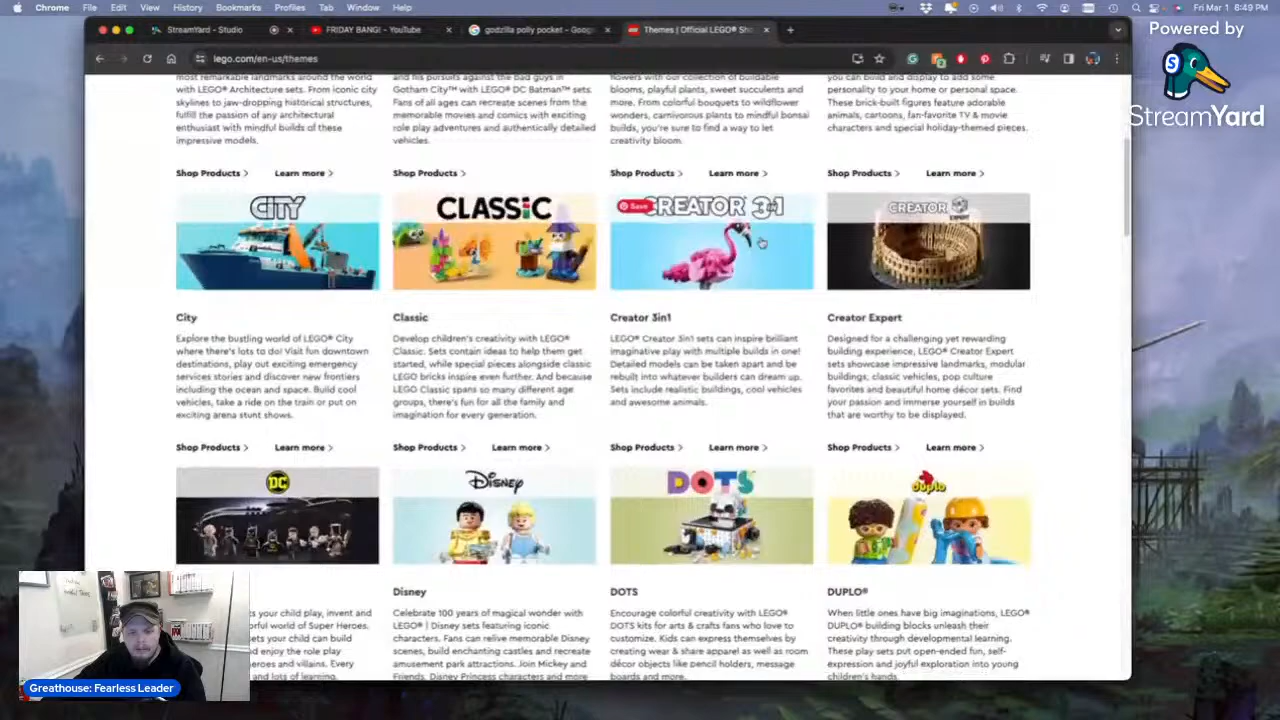 Chrome File Edit View History Bookmarks Profiles Tab Window Help
Fri Mar 1 8:49 PM
StreamYard - Studio
FRIDAY BANG! - YouTube
godzilla polly pocket - Goog
Themes | Official LEGO® Sho
lego.com/en-us/themes
Powered by
StreamYard
most remarkable landmarks around the world
with LEGO® Architecture sets. From iconic city
skylines to jaw-dropping historical structures,
fulfill the passion of any architectural
enthusiast with mindful builds of these
impressive models.
and his pursuits against the bad guys in
Gotham City™ with LEGO® DC Batman™ sets.
Fans of all ages can recreate scenes from the
memorable movies and comics with exciting
role play adventures and authentically detailed
vehicles.
flowers with our collection of buildable
blooms, playful plants, sweet succulents and
more. From colorful bouquets to wildflower
wonders, carnivorous plants to mindful bonsai
builds, you're sure to find a way to let
creativity bloom.
you can build and display to add some
personality to your home or personal space.
These brick-built figures feature adorable
animals, cartoons, fan-favorite TV & movie
characters and special holiday-themed pieces.
Shop Products Learn more
Shop Products
Shop Products Learn more
Shop Products Learn more
CITY
CLASSIC
Save
CREATOR 3in1
CREATOR EXPERT
City
Explore the bustling world of LEGO® City
where there's lots to do! Visit fun downtown
destinations, play out exciting emergency
services stories and discover new frontiers
including the ocean and space. Build cool
vehicles, take a ride on the train or put on
exciting arena stunt shows.
Classic
Develop children's creativity with LEGO®
Classic. Sets contain ideas to help them get
started, while special pieces alongside classic
LEGO bricks inspire even further. And because
LEGO Classic spans so many different age
groups, there's fun for all the family and
imagination for every generation.
Creator 3in1
LEGO® Creator 3in1 sets can inspire brilliant
imaginative play with multiple builds in one!
Detailed models can be taken apart and be
rebuilt into whatever builders can dream up.
Sets include realistic buildings, cool vehicles
and awesome animals.
Creator Expert
Designed for a challenging yet rewarding
building experience, LEGO® Creator Expert
sets showcase impressive landmarks, modular
buildings, classic vehicles, pop culture
favorites and beautiful home décor sets. Find
your passion and immerse yourself in builds
that are worthy to be displayed.
Shop Products Learn more
Shop Products Learn more
Shop Products Learn more
Shop Products Learn more
DC
Disney
DOTS
duplo
s your child play, invent and
orful world of Super Heroes.
ets your child can build
nd enjoy the role play
eroes and villains. Every
and lots of learning.
Disney
Celebrate 100 years of magical wonder with
LEGO® | Disney sets featuring iconic
characters. Fans can relive memorable Disney
scenes, build enchanting castles and recreate
amusement park attractions. Join Mickey and
Friends, Disney Princess characters and more
DOTS
Encourage colorful creativity with LEGO®
DOTS kits for arts & crafts fans who love to
customize. Kids can express themselves by
creating wear & share apparel as well as room
décor objects like pencil holders, message
boards and more.
DUPLO®
When little ones have big imaginations, LEGO®
DUPLO® building blocks unleash their
creativity through developmental learning.
These play sets put open-ended fun, self-
expression and joyful exploration into young
children's hands.
Greathouse: Fearless Leader